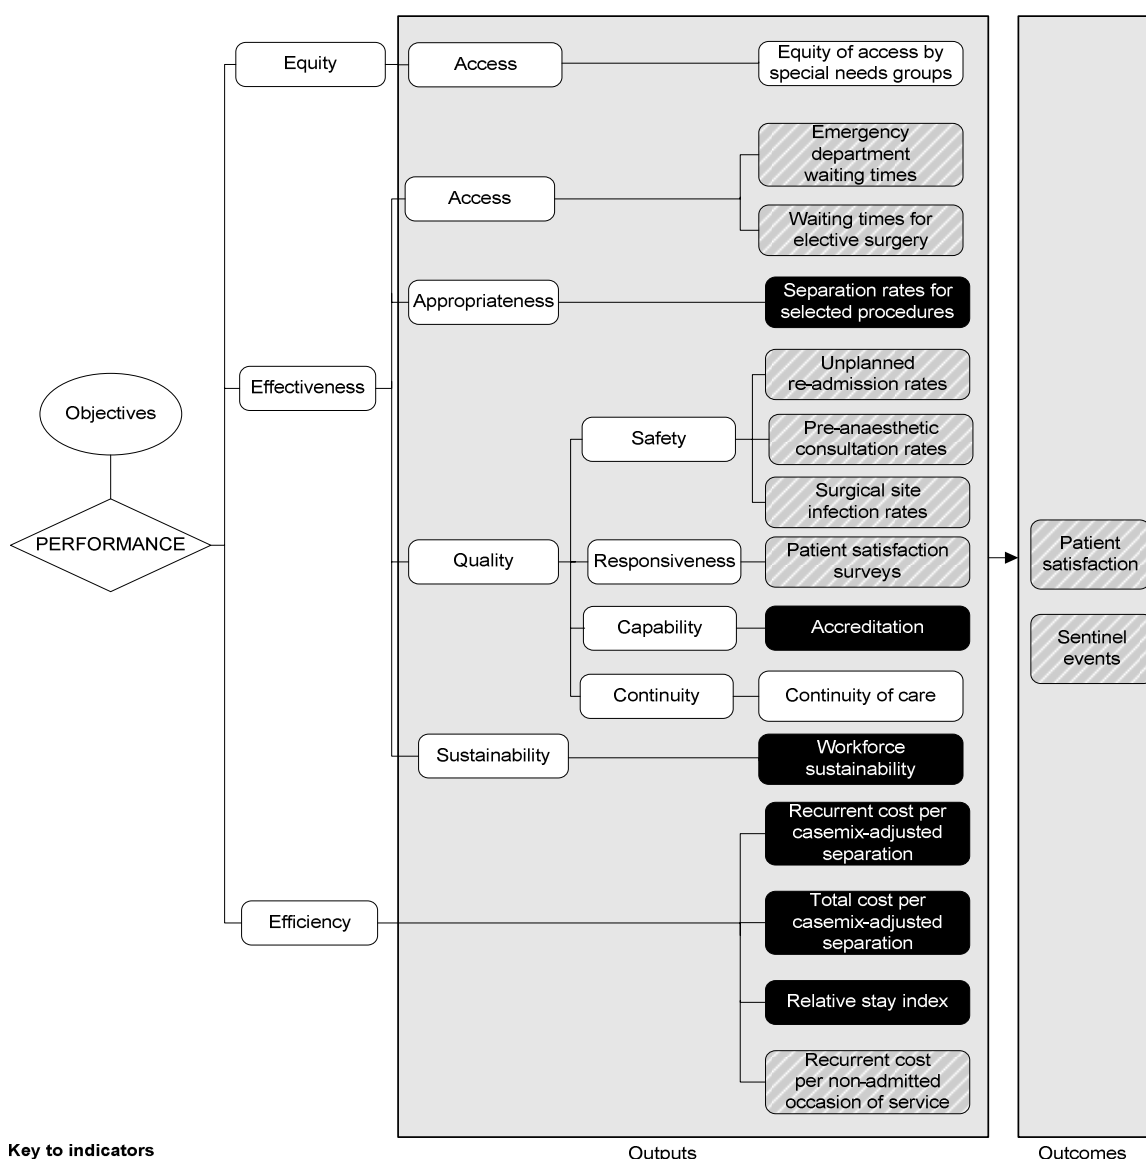 Equity
Access
Equity of access by
special needs groups
Emergency
department
waiting times
Access
Waiting times for
elective surgery
Appropriateness
Separation rates for
selected procedures
Unplanned
re-admission rates
Effectiveness
Objectives
Safety
Pre-anaesthetic
consultation rates
Surgical site
infection rates
PERFORMANCE
Quality
Responsiveness
Patient satisfaction
surveys
Patient
satisfaction
Capability
Accreditation
Sentinel
events
Continuity
Continuity of care
Sustainability
Workforce
sustainability
Recurrent cost per
casemix-adjusted
separation
Efficiency
Total cost per
casemix-adjusted
separation
Relative stay index
Recurrent cost
per non-admitted
occasion of service
Key to indicators
Outputs
Outcomes